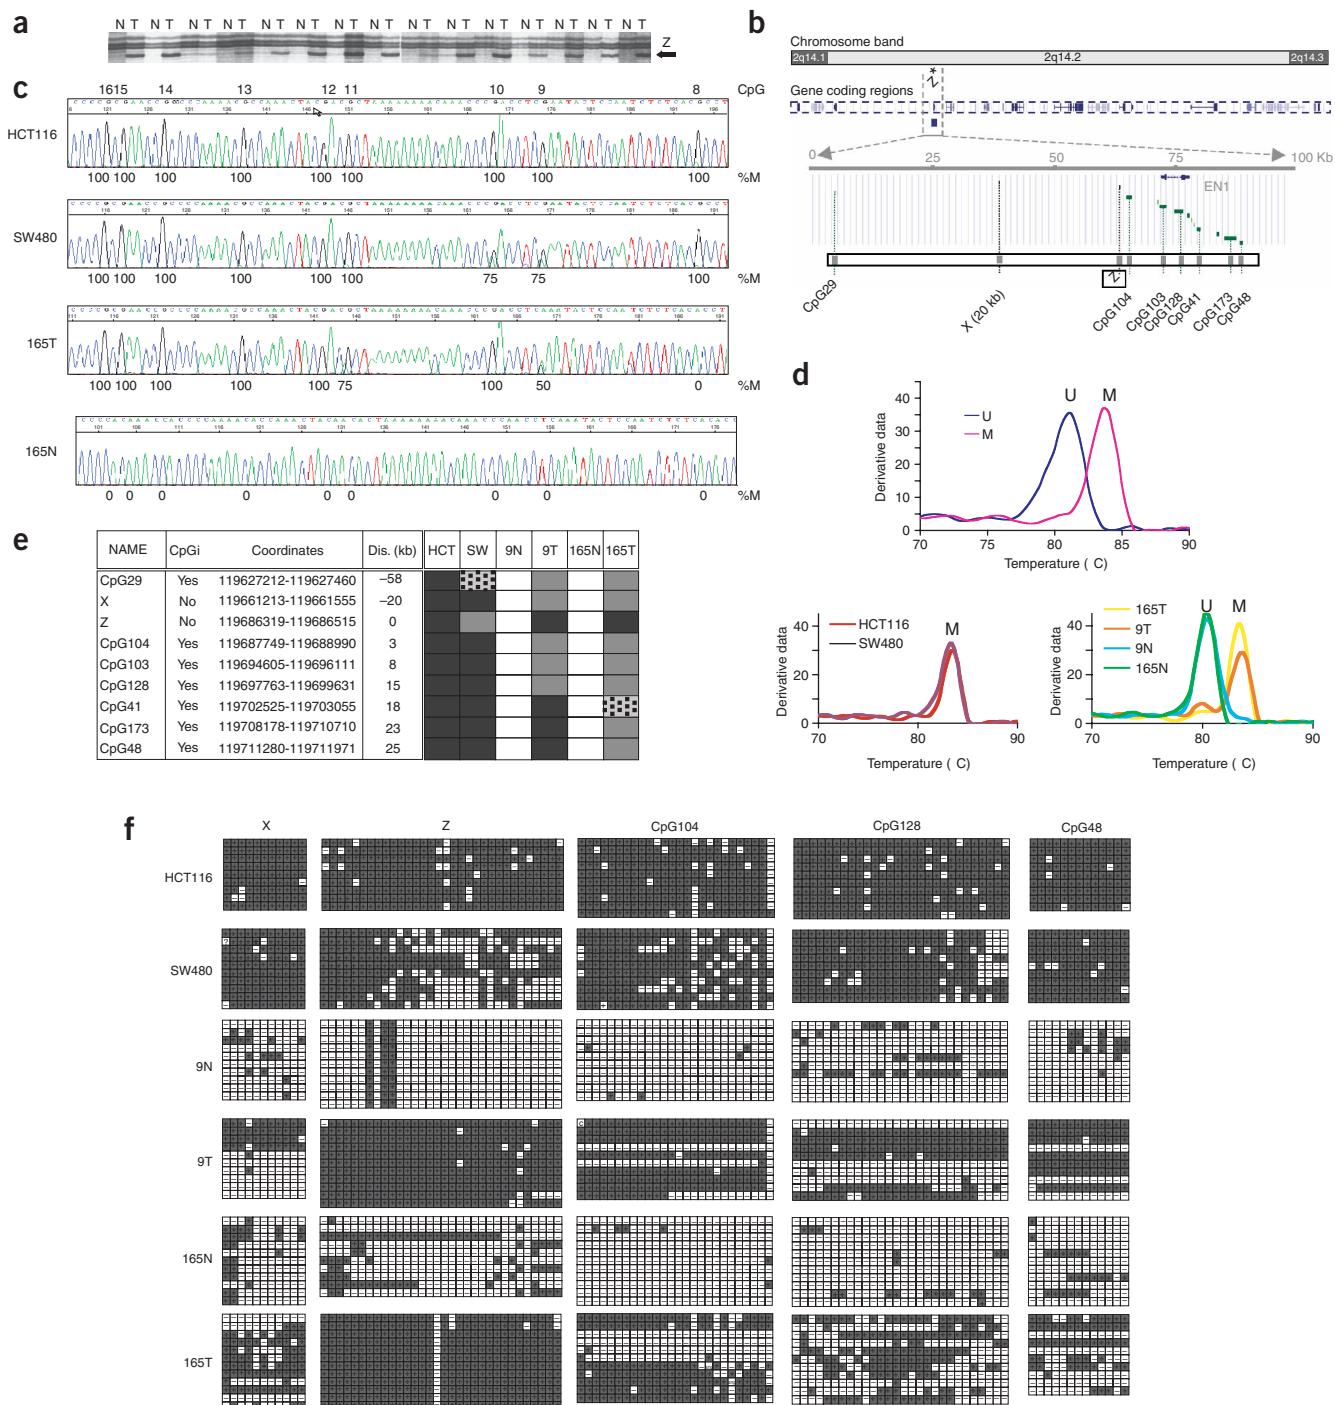 a
N T N T N T N T N T N T N T N T N T N T
Z
b
Chromosome band
2q14.1 2q14.2 2q14.3
Z*
Gene coding regions
0 25 50 75 100 Kb
EN1
CpG29 X (20 kb) Z CpG104 CpG103 CpG128 CpG41 CpG173 CpG48
c
1615 14 13 12 11 10 9 8 CpG
HCT116
100 100 100 100 100 100 100 100 100 %M
SW480
100 100 100 100 100 75 75 100 %M
165T
100 100 100 100 100 75 100 50 0 %M
165N
0 0 0 0 0 0 0 0 0 %M
d
Derivative data
40
30
20
10
0
U M
U
M
70 75 80 85 90
Temperature ( C)
Derivative data
40
20
0
HCT116
SW480
M
70 80 90
Temperature ( C)
Derivative data
40
20
0
165T
9T
9N
165N
U M
70 80 90
Temperature ( C)
e
NAME CpGi Coordinates Dis. (kb) HCT SW 9N 9T 165N 165T
CpG29 Yes 119627212-119627460 –58
X No 119661213-119661555 –20
Z No 119686319-119686515 0
CpG104 Yes 119687749-119688990 3
CpG103 Yes 119694605-119696111 8
CpG128 Yes 119697763-119699631 15
CpG41 Yes 119702525-119703055 18
CpG173 Yes 119708178-119710710 23
CpG48 Yes 119711280-119711971 25
f
X Z CpG104 CpG128 CpG48
HCT116
SW480
9N
9T
165N
165T